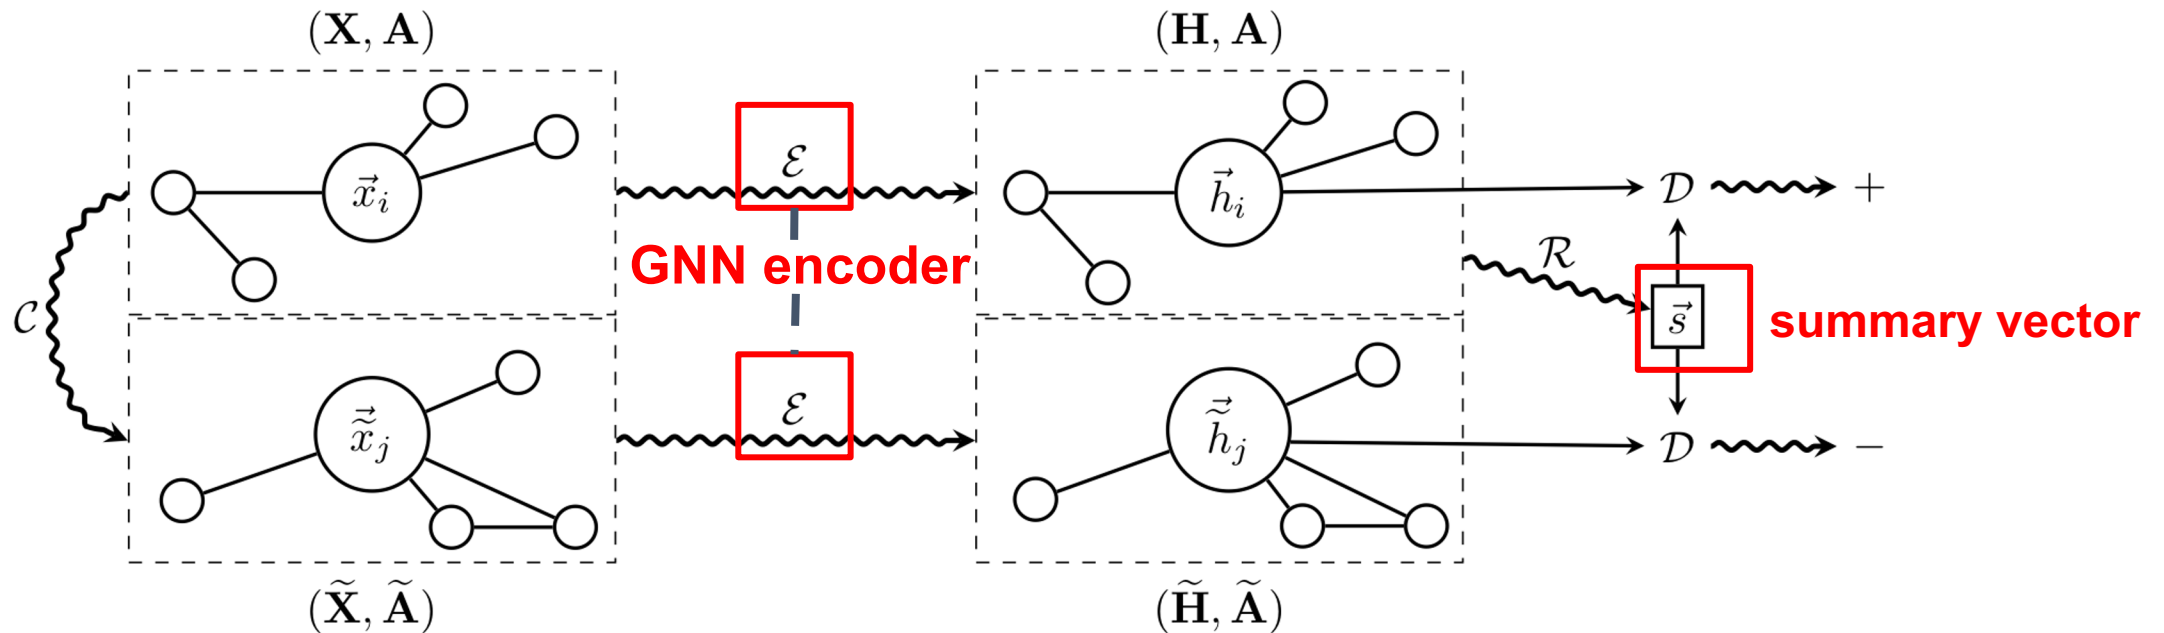 (X, A)
(H, A)
ℰ
x⃗ᵢ
h⃗ᵢ
𝒟
+
GNN encoder
ℛ
𝒞
s⃗
summary vector
ℰ
x̃⃗ⱼ
h̃⃗ⱼ
𝒟
−
(X̃, Ã)
(H̃, Ã)